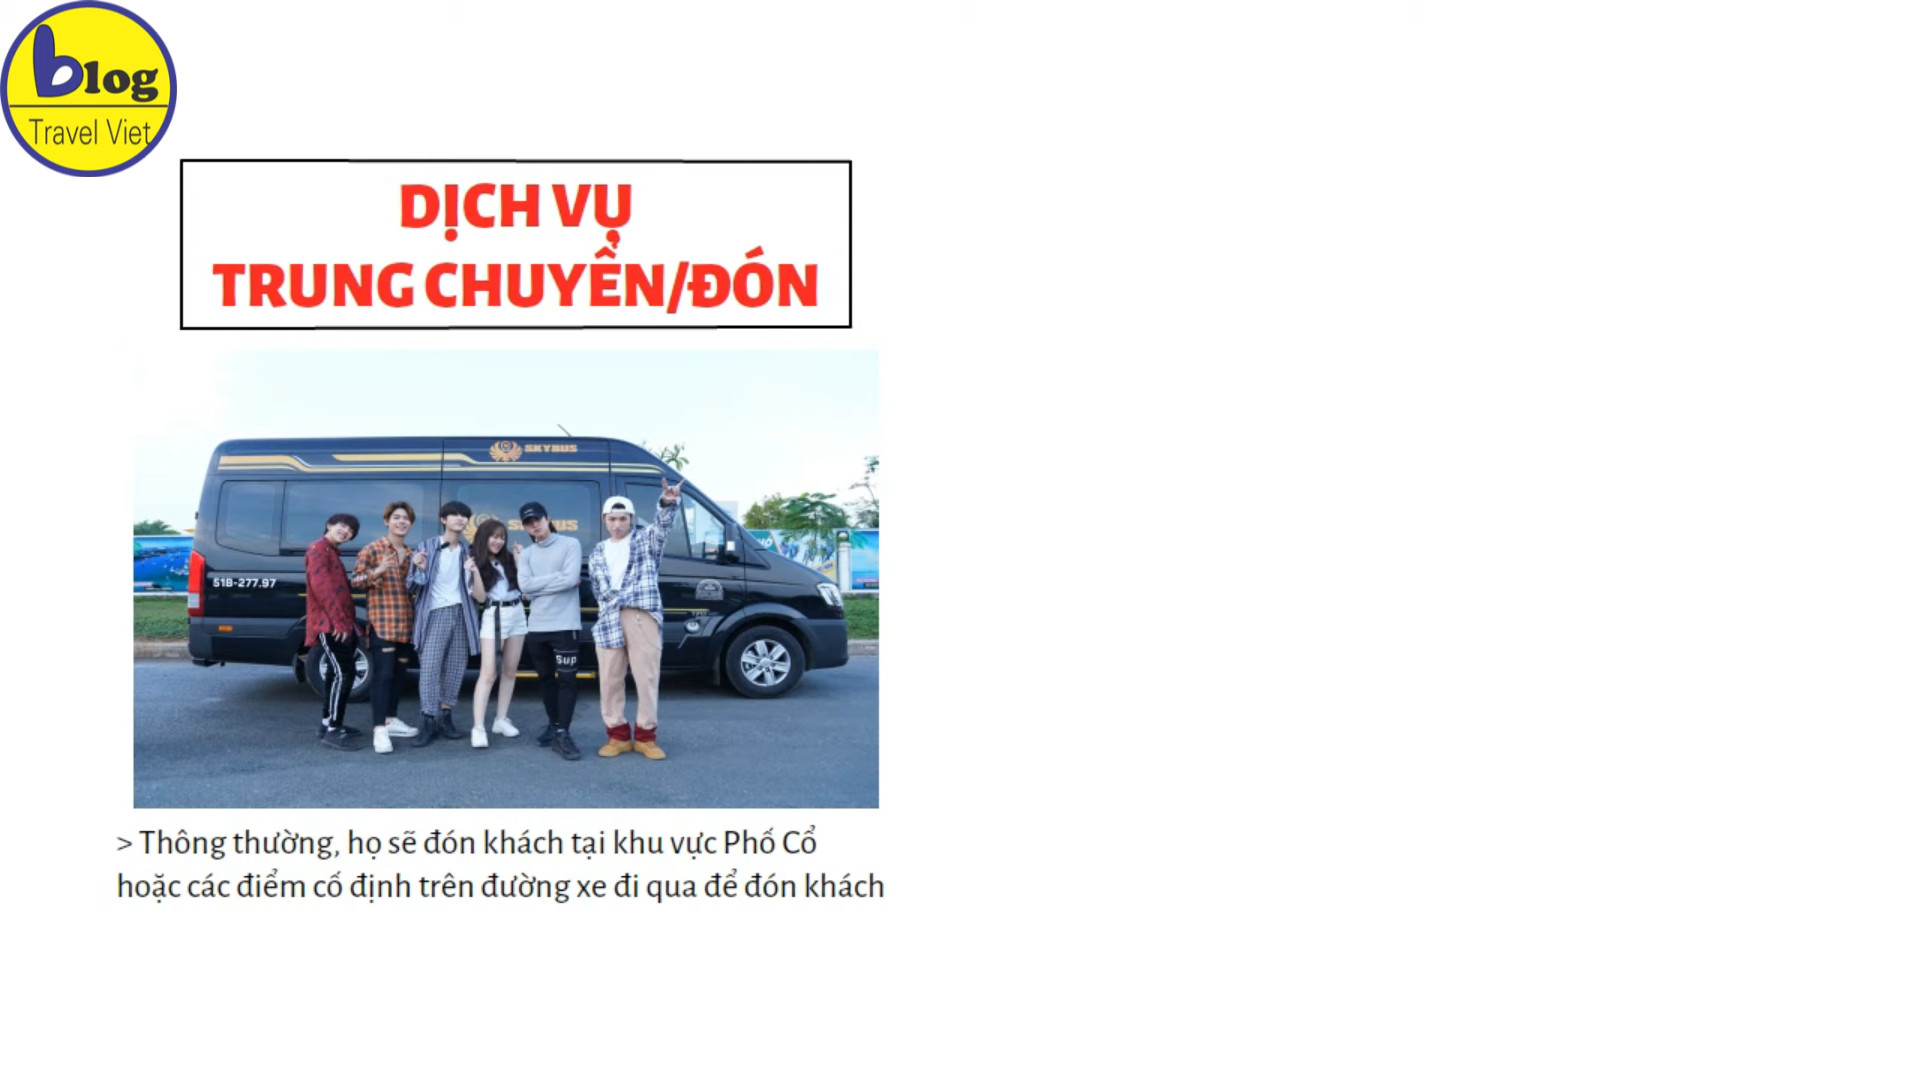 blog
Travel Viet
DỊCH VỤ
TRUNG CHUYỂN/ĐÓN
SKYBUS
SKYBUS
51B-277.97
Sup
> Thông thường, họ sẽ đón khách tại khu vực Phố Cổ
hoặc các điểm cố định trên đường xe đi qua để đón khách